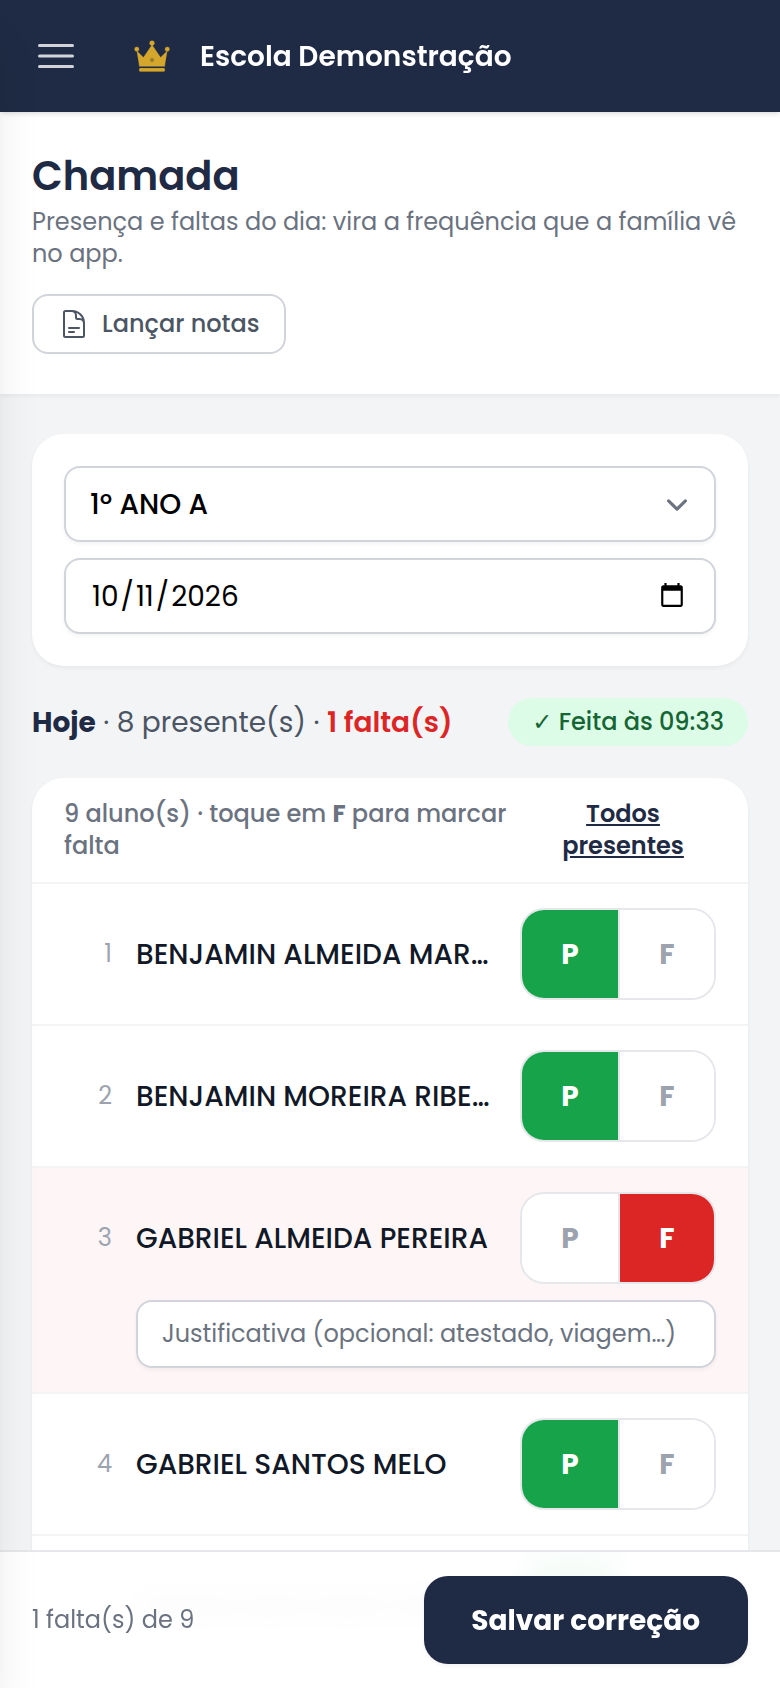 Escola Demonstração
Chamada
Presença e faltas do dia: vira a frequência que a família vê
no app.
Lançar notas
1º ANO A
10/11/2026
Hoje · 8 presente(s) · 1 falta(s)
✓ Feita às 09:33
9 aluno(s) · toque em F para marcar
falta
Todos
presentes
1 BENJAMIN ALMEIDA MAR... P F
2 BENJAMIN MOREIRA RIBE... P F
3 GABRIEL ALMEIDA PEREIRA P F
Justificativa (opcional: atestado, viagem...)
4 GABRIEL SANTOS MELO P F
1 falta(s) de 9
Salvar correção